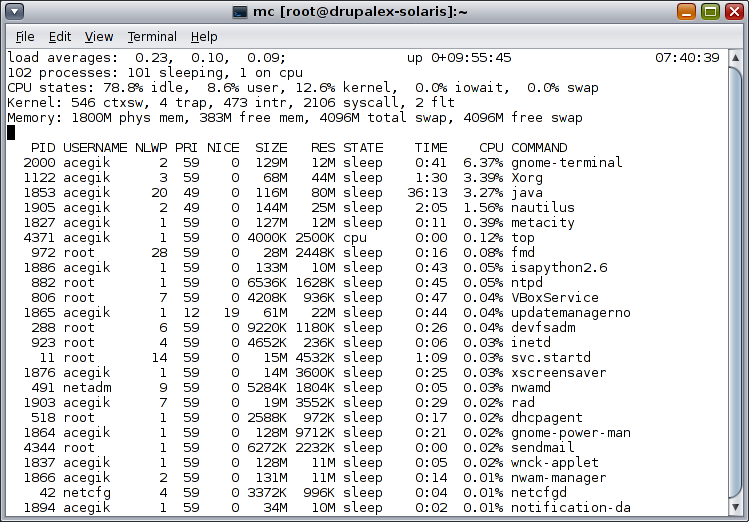 mc [root@drupalex-solaris]:~
File Edit View Terminal Help
load averages:  0.23,  0.10,  0.09;               up 0+09:55:45                   07:40:39
102 processes: 101 sleeping, 1 on cpu
CPU states: 78.8% idle,  8.6% user, 12.6% kernel,  0.0% iowait,  0.0% swap
Kernel: 546 ctxsw, 4 trap, 473 intr, 2106 syscall, 2 flt
Memory: 1800M phys mem, 383M free mem, 4096M total swap, 4096M free swap
PID USERNAME NLWP PRI NICE  SIZE   RES STATE    TIME    CPU COMMAND
2000 acegik      2  59    0  129M   12M sleep    0:41  6.37% gnome-terminal
1122 acegik      3  59    0   68M   44M sleep    1:30  3.39% Xorg
1853 acegik     20  49    0  116M   80M sleep   36:13  3.27% java
1905 acegik      2  49    0  144M   25M sleep    2:05  1.56% nautilus
1827 acegik      1  59    0  127M   12M sleep    0:11  0.39% metacity
4371 acegik      1  59    0 4000K 2500K cpu      0:00  0.12% top
972 root       28  59    0   28M 2448K sleep    0:16  0.08% fmd
1886 acegik      1  59    0  133M   10M sleep    0:43  0.05% isapython2.6
882 root        1  59    0 6536K 1628K sleep    0:45  0.05% ntpd
806 root        7  59    0 4208K  936K sleep    0:47  0.04% VBoxService
1865 acegik      1  12   19   61M   22M sleep    0:44  0.04% updatemanagerno
288 root        6  59    0 9220K 1180K sleep    0:26  0.04% devfsadm
923 root        4  59    0 4652K  236K sleep    0:06  0.03% inetd
11 root       14  59    0   15M 4532K sleep    1:09  0.03% svc.startd
1876 acegik      1  59    0   14M 3600K sleep    0:25  0.03% xscreensaver
491 netadm      9  59    0 5284K 1804K sleep    0:05  0.03% nwamd
1903 acegik      7  59    0   19M 3552K sleep    0:29  0.02% rad
518 root        1  59    0 2588K  972K sleep    0:17  0.02% dhcpagent
1864 acegik      1  59    0  128M 9712K sleep    0:21  0.02% gnome-power-man
4344 root        1  59    0 6272K 2232K sleep    0:00  0.02% sendmail
1837 acegik      1  59    0  128M   11M sleep    0:05  0.02% wnck-applet
1866 acegik      2  59    0  131M   11M sleep    0:14  0.01% nwam-manager
42 netcfg      4  59    0 3372K  996K sleep    0:04  0.01% netcfgd
1894 acegik      1  59    0   34M   10M sleep    0:02  0.01% notification-da